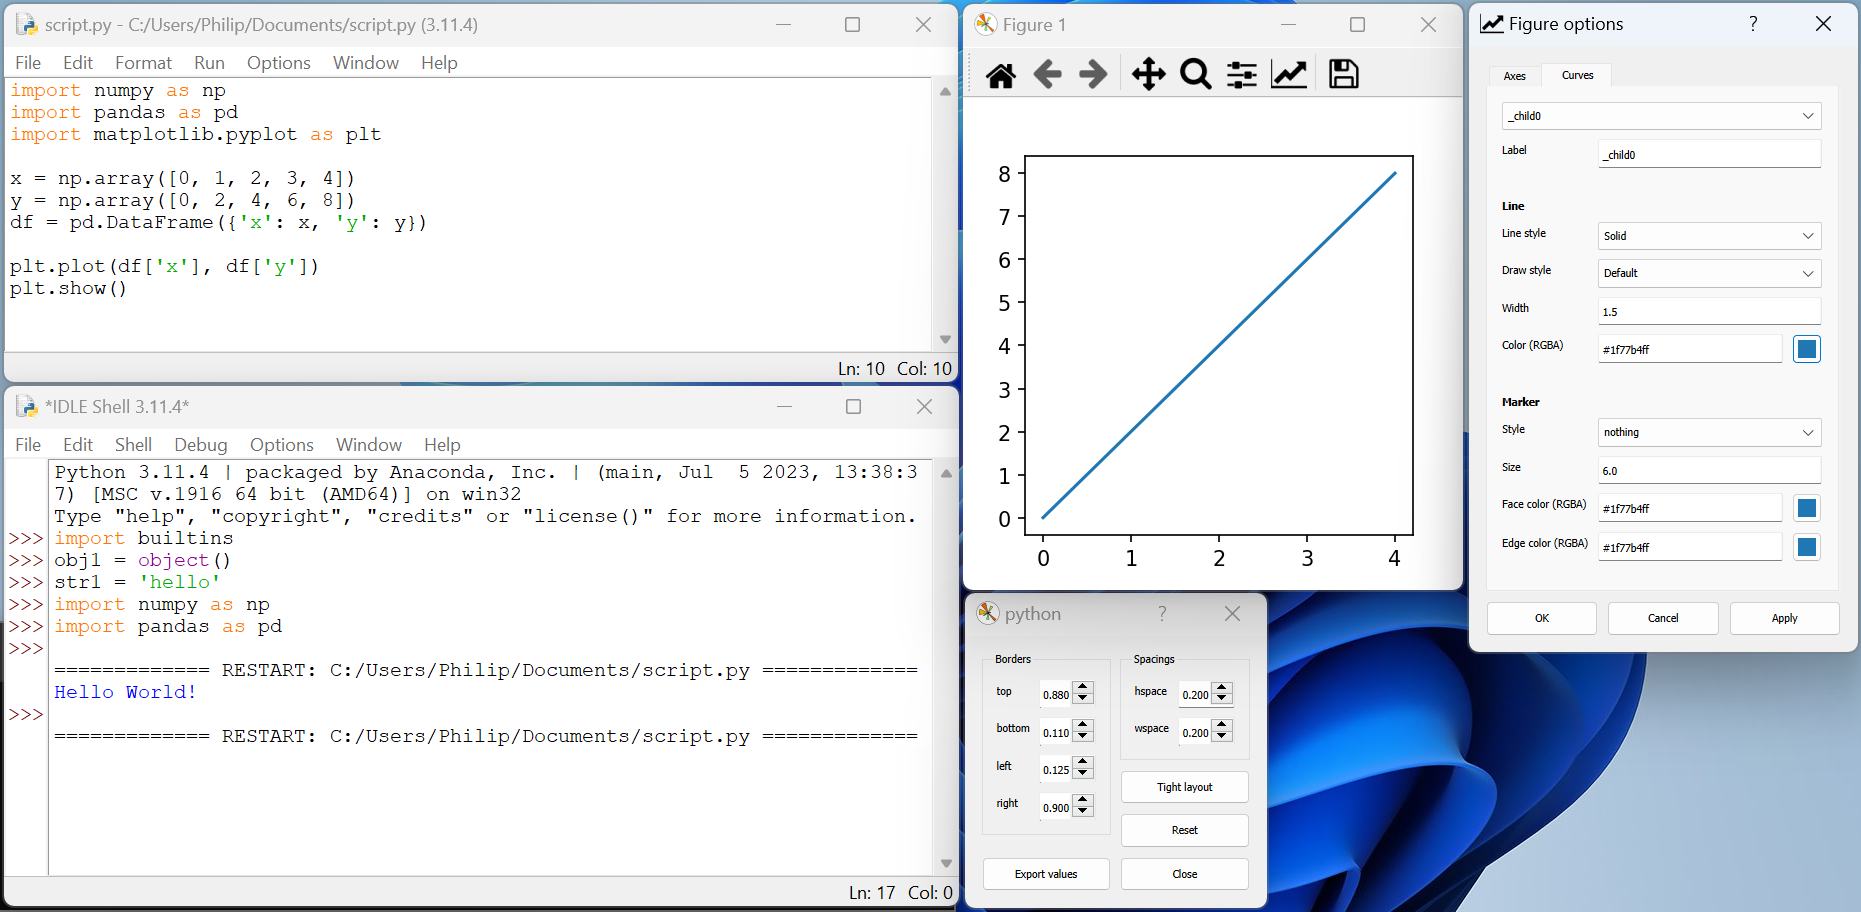 script.py - C:/Users/Philip/Documents/script.py (3.11.4)
File Edit Format Run Options Window Help
import numpy as np
import pandas as pd
import matplotlib.pyplot as plt
x = np.array([0, 1, 2, 3, 4])
y = np.array([0, 2, 4, 6, 8])
df = pd.DataFrame({'x': x, 'y': y})
plt.plot(df['x'], df['y'])
plt.show()
Ln: 10 Col: 10
*IDLE Shell 3.11.4*
File Edit Shell Debug Options Window Help
Python 3.11.4 | packaged by Anaconda, Inc. | (main, Jul  5 2023, 13:38:3
7) [MSC v.1916 64 bit (AMD64)] on win32
Type "help", "copyright", "credits" or "license()" for more information.
>>> import builtins
>>> obj1 = object()
>>> str1 = 'hello'
>>> import numpy as np
>>> import pandas as pd
>>>
============= RESTART: C:/Users/Philip/Documents/script.py =============
Hello World!
>>>
============= RESTART: C:/Users/Philip/Documents/script.py =============
Ln: 17 Col: 0
Figure 1
8
7
6
5
4
3
2
1
0
0 1 2 3 4
python
?
Borders
top 0.880
bottom 0.110
left 0.125
right 0.900
Spacings
hspace 0.200
wspace 0.200
Tight layout
Reset
Export values
Close
Figure options
?
Axes Curves
_child0
Label _child0
Line
Line style Solid
Draw style Default
Width 1.5
Color (RGBA) #1f77b4ff
Marker
Style nothing
Size 6.0
Face color (RGBA) #1f77b4ff
Edge color (RGBA) #1f77b4ff
OK Cancel Apply